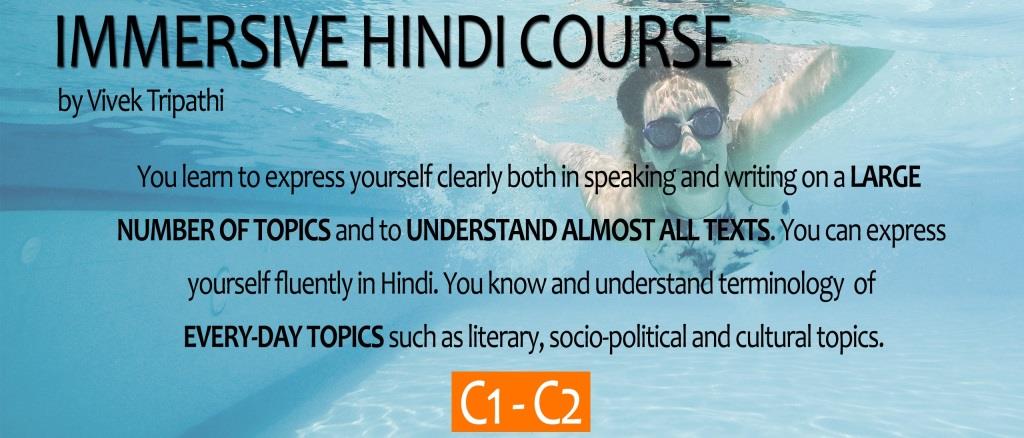 IMMERSIVE HINDI COURSE
by Vivek Tripathi
You learn to express yourself clearly both in speaking and writing on a LARGE
NUMBER OF TOPICS and to UNDERSTAND ALMOST ALL TEXTS. You can express
yourself fluently in Hindi. You know and understand terminology of
EVERY-DAY TOPICS such as literary, socio-political and cultural topics.
C1 - C2